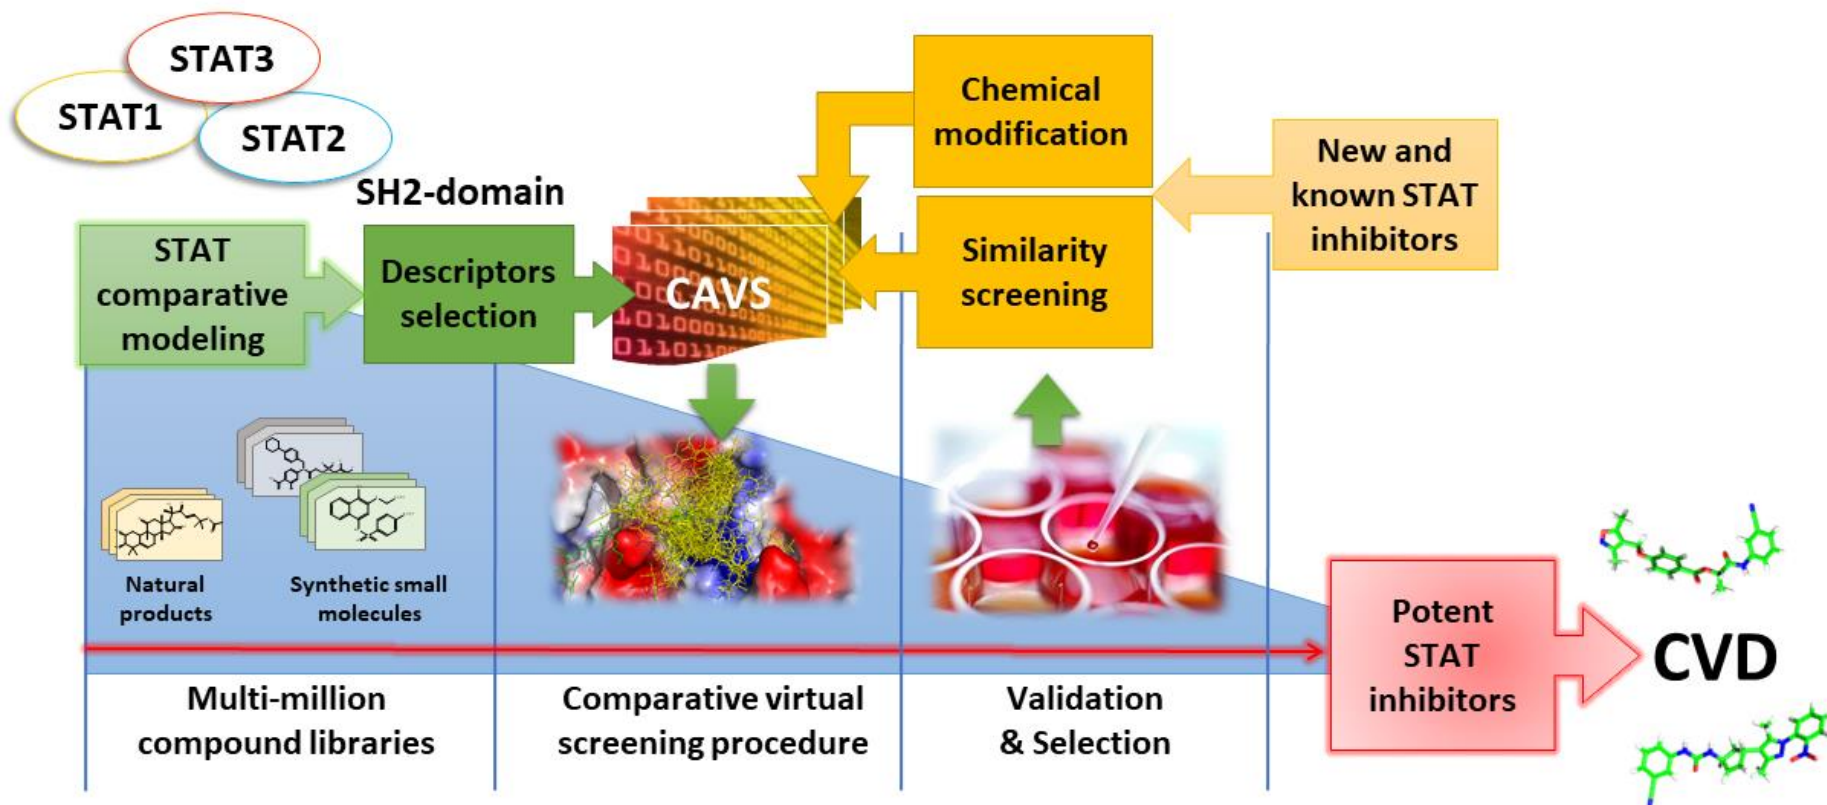 STAT3
STAT1
STAT2
SH2-domain
STAT
comparative
modeling
Descriptors
selection
CAVS
Chemical
modification
Similarity
screening
New and
known STAT
inhibitors
Natural
products
Synthetic small
molecules
Multi-million
compound libraries
Comparative virtual
screening procedure
Validation
& Selection
Potent
STAT
inhibitors
CVD